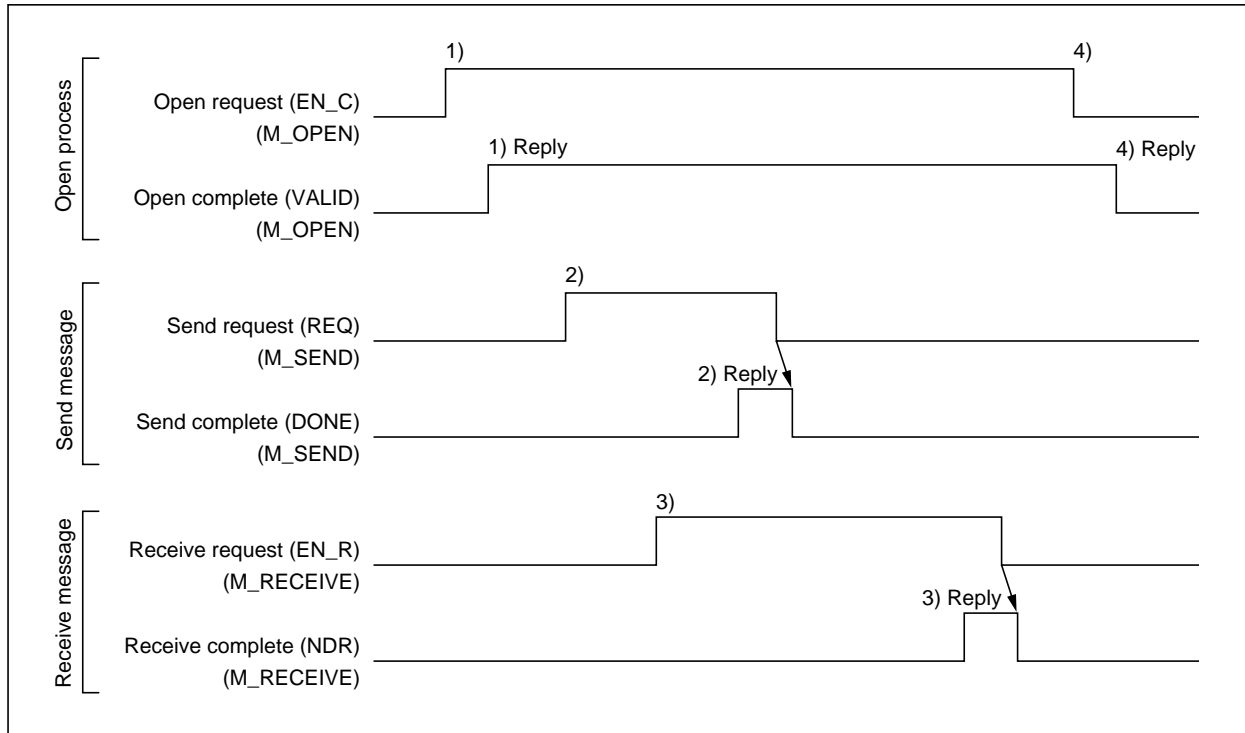 Open process
1)
4)
Open request (EN_C)
(M_OPEN)
1) Reply
4) Reply
Open complete (VALID)
(M_OPEN)
Send message
2)
Send request (REQ)
(M_SEND)
2) Reply
Send complete (DONE)
(M_SEND)
Receive message
3)
Receive request (EN_R)
(M_RECEIVE)
3) Reply
Receive complete (NDR)
(M_RECEIVE)